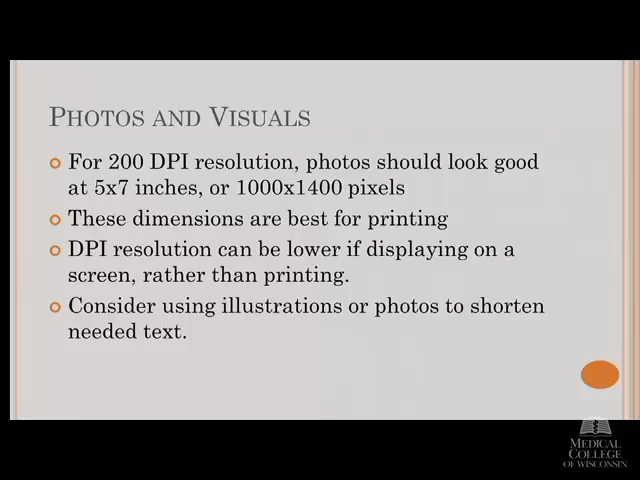 PHOTOS AND VISUALS
For 200 DPI resolution, photos should look good
at 5x7 inches, or 1000x1400 pixels
These dimensions are best for printing
DPI resolution can be lower if displaying on a
screen, rather than printing.
Consider using illustrations or photos to shorten
needed text.
MEDICAL
COLLEGE
OF WISCONSIN